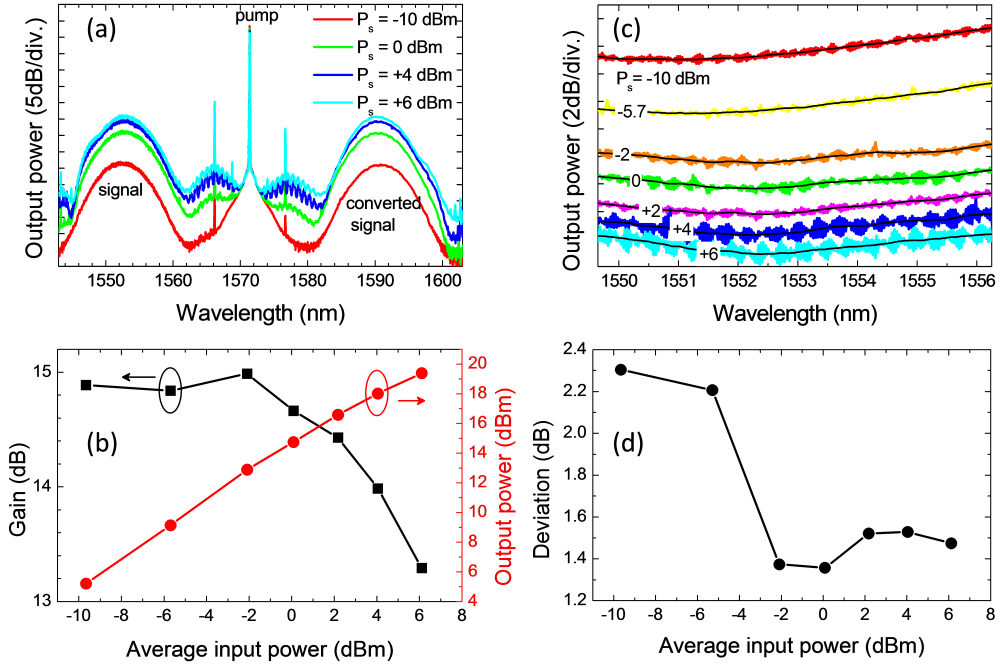 (a)
pump
P_s = -10 dBm
P_s = 0 dBm
P_s = +4 dBm
P_s = +6 dBm
signal
converted
signal
Output power (5dB/div.)
1550 1560 1570 1580 1590 1600
Wavelength (nm)
(c)
P_s = -10 dBm
-5.7
-2
0
+2
+4
+6
Output power (2dB/div.)
1550 1551 1552 1553 1554 1555 1556
Wavelength (nm)
(b)
15
14
13
Gain (dB)
20
18
16
14
12
10
8
6
4
Output power (dBm)
-10 -8 -6 -4 -2 0 2 4 6 8
Average input power (dBm)
(d)
2.4
2.2
2.0
1.8
1.6
1.4
1.2
Deviation (dB)
-10 -8 -6 -4 -2 0 2 4 6 8
Average input power (dBm)